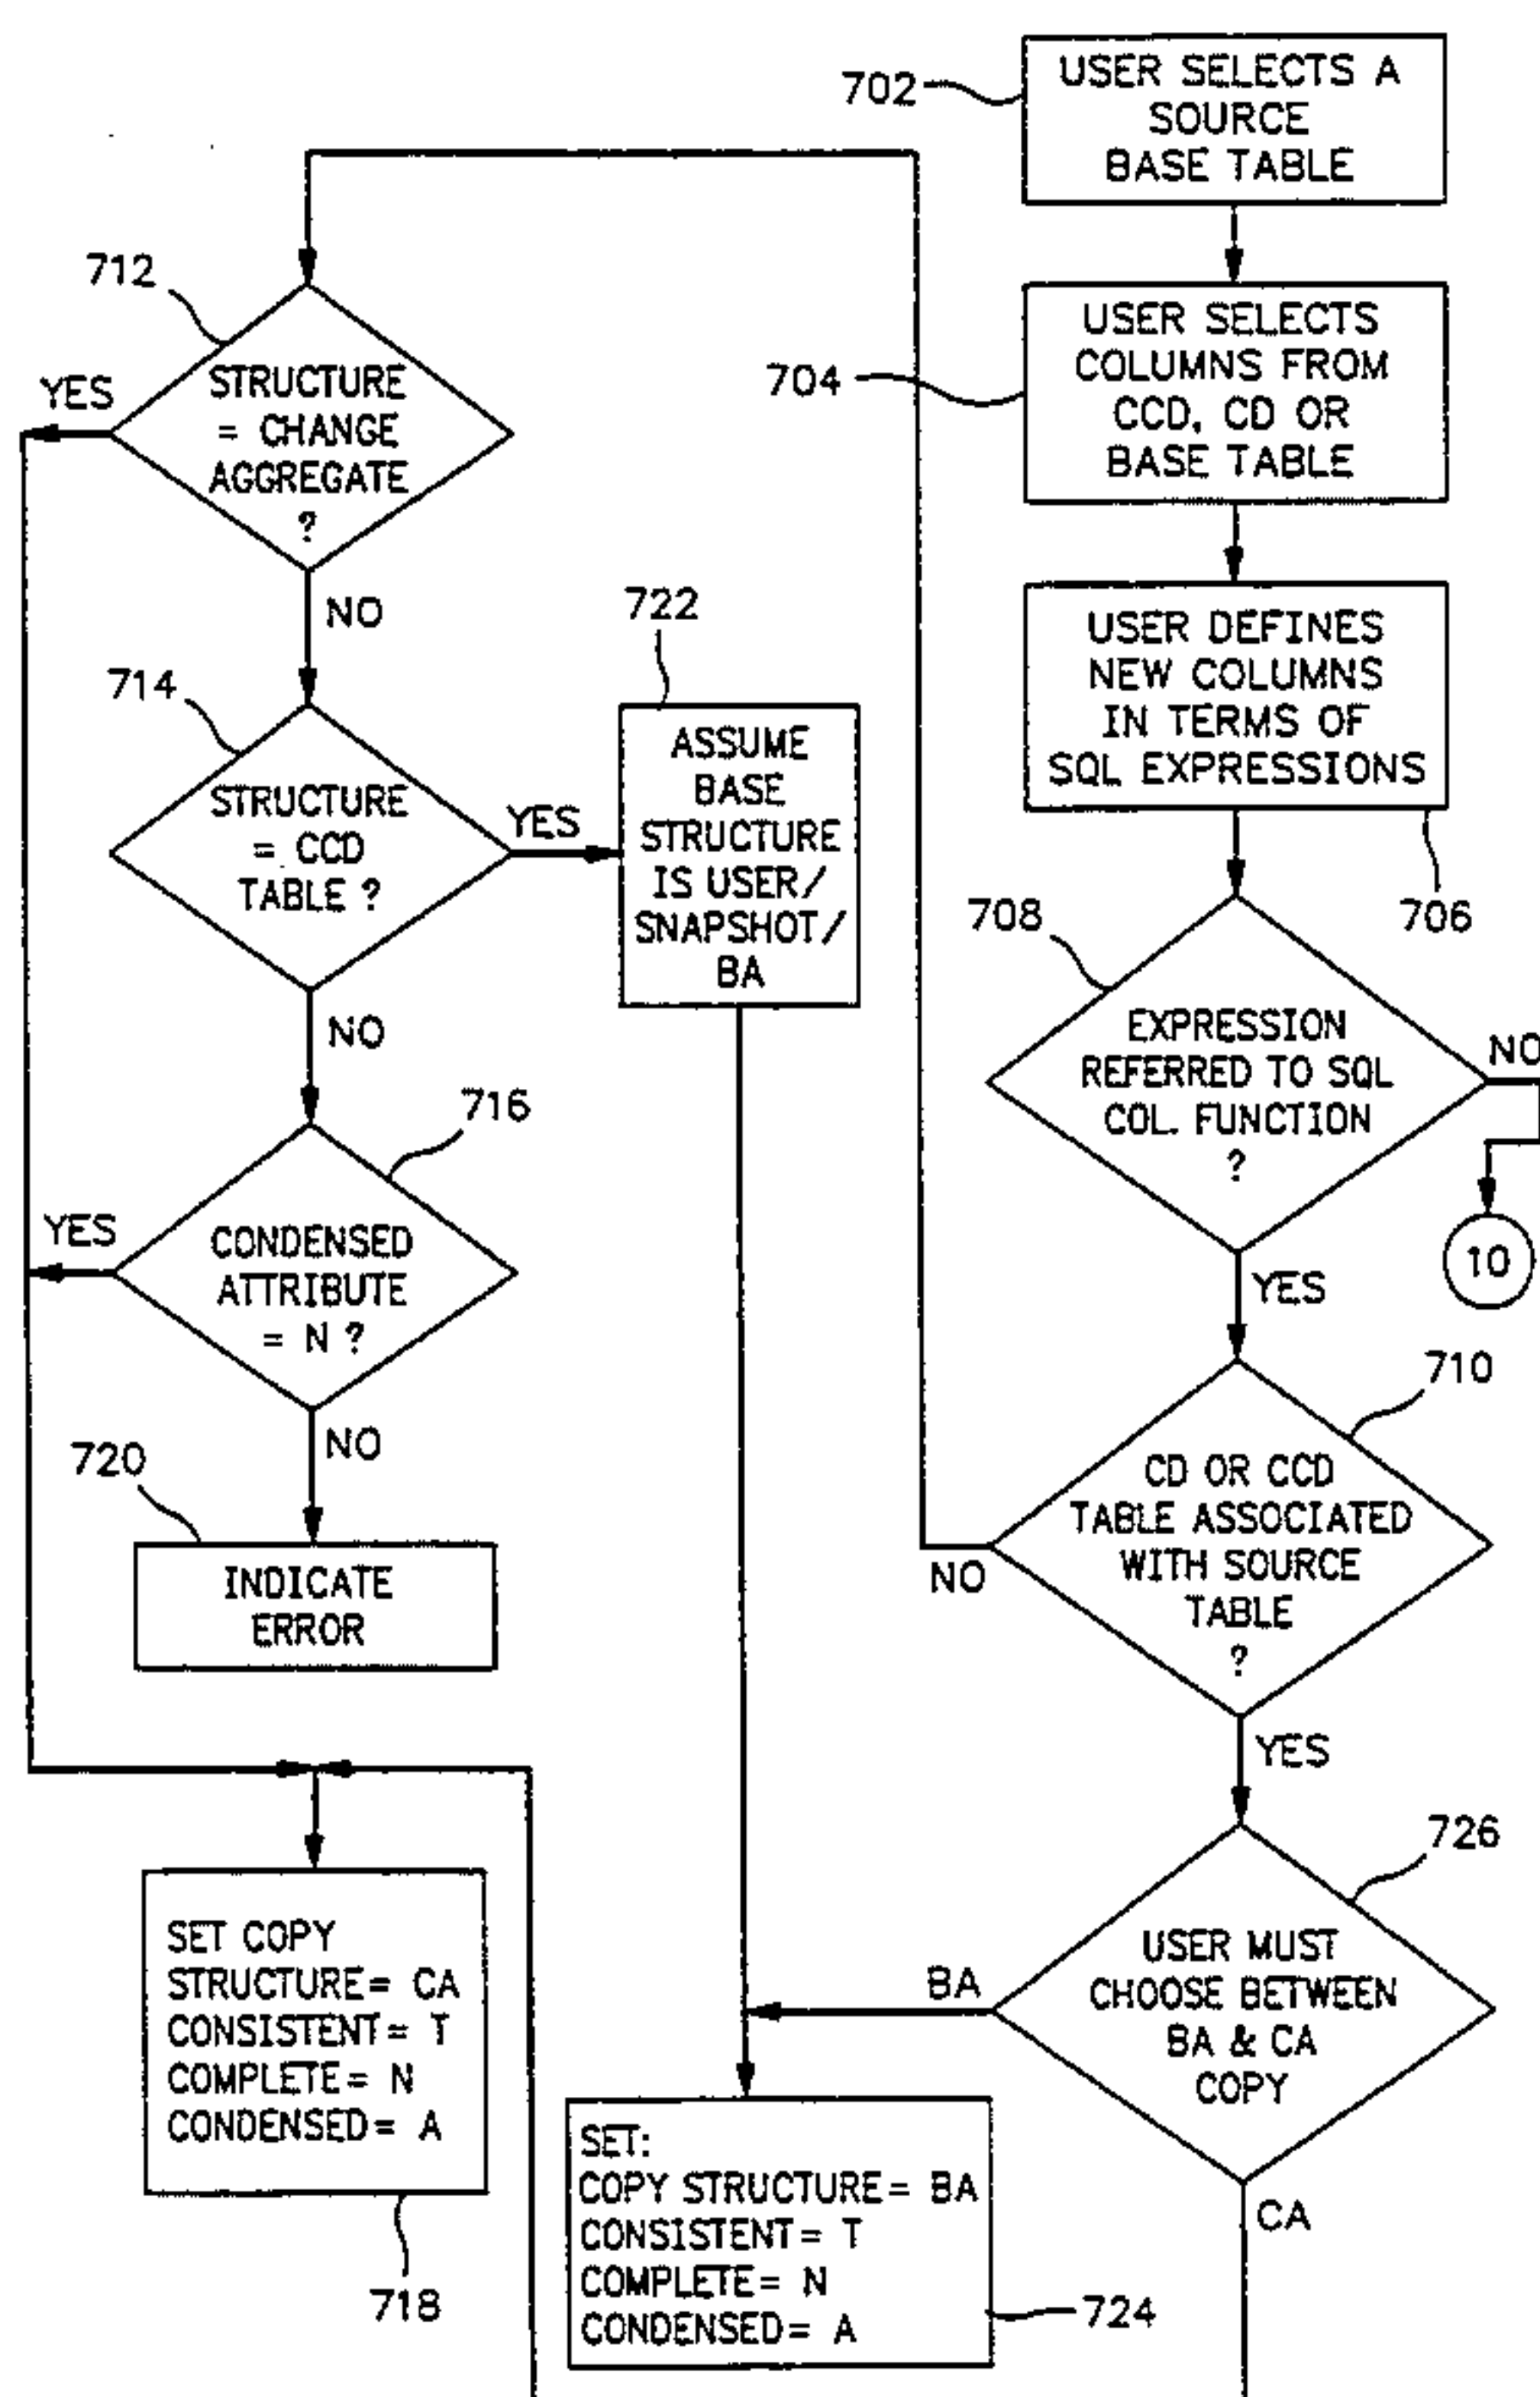 702
USER SELECTS A
SOURCE
BASE TABLE
704
USER SELECTS
COLUMNS FROM
CCD, CD OR
BASE TABLE
USER DEFINES
NEW COLUMNS
IN TERMS OF
SQL EXPRESSIONS
706
708
EXPRESSION
REFERRED TO SQL
COL. FUNCTION
?
NO
10
YES
710
CD OR CCD
TABLE ASSOCIATED
WITH SOURCE
TABLE
?
NO
YES
712
STRUCTURE
= CHANGE
AGGREGATE
?
YES
NO
714
STRUCTURE
= CCD
TABLE ?
YES
NO
722
ASSUME
BASE
STRUCTURE
IS USER/
SNAPSHOT/
BA
716
CONDENSED
ATTRIBUTE
= N ?
YES
NO
720
INDICATE
ERROR
726
USER MUST
CHOOSE BETWEEN
BA & CA
COPY
BA
CA
SET COPY
STRUCTURE = CA
CONSISTENT = T
COMPLETE = N
CONDENSED = A
718
SET:
COPY STRUCTURE = BA
CONSISTENT = T
COMPLETE = N
CONDENSED = A
724